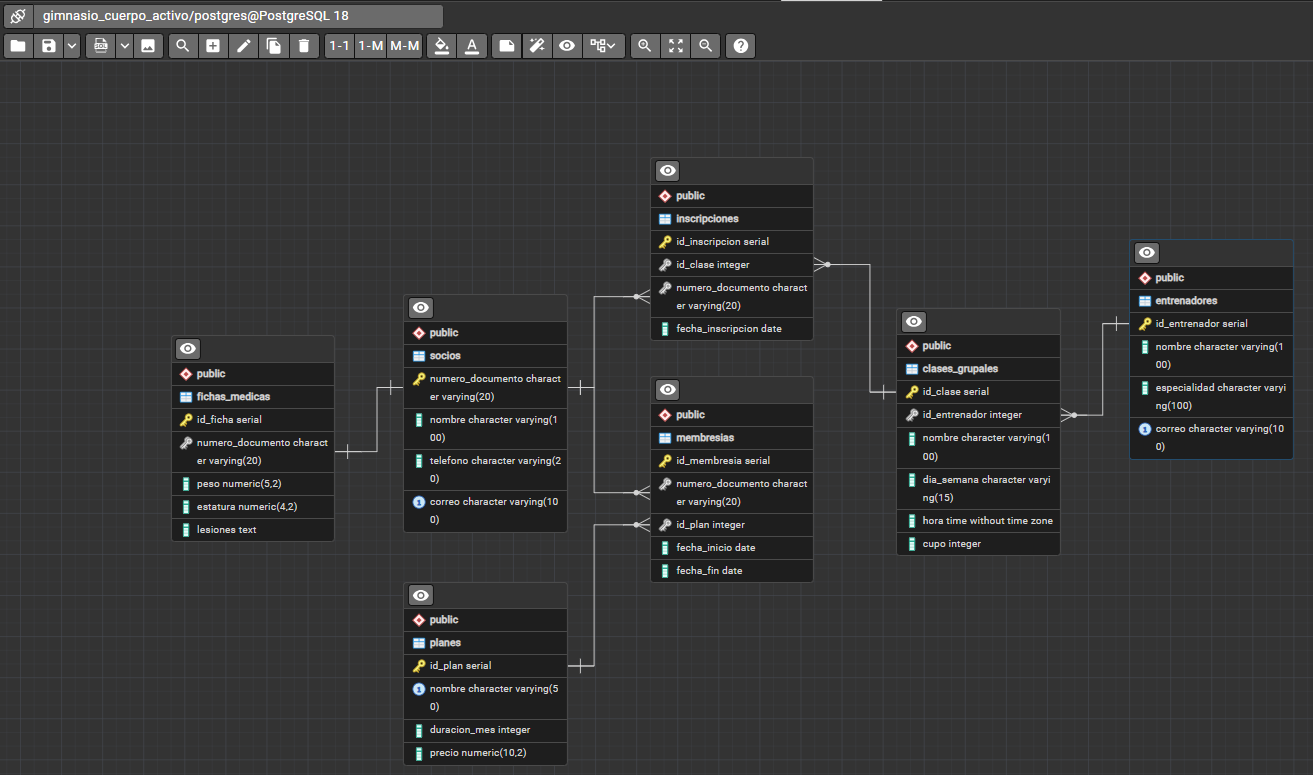 gimnasio_cuerpo_activo/postgres@PostgreSQL 18
1-1
1-M
M-M
public
fichas_medicas
id_ficha serial
numero_documento charact
er varying(20)
peso numeric(5,2)
estatura numeric(4,2)
lesiones text
public
socios
numero_documento charact
er varying(20)
nombre character varying(1
00)
telefono character varying(2
0)
correo character varying(10
0)
public
planes
id_plan serial
nombre character varying(5
0)
duracion_mes integer
precio numeric(10,2)
public
inscripciones
id_inscripcion serial
id_clase integer
numero_documento charact
er varying(20)
fecha_inscripcion date
public
membresias
id_membresia serial
numero_documento charact
er varying(20)
id_plan integer
fecha_inicio date
fecha_fin date
public
clases_grupales
id_clase serial
id_entrenador integer
nombre character varying(1
00)
dia_semana character varyi
ng(15)
hora time without time zone
cupo integer
public
entrenadores
id_entrenador serial
nombre character varying(1
00)
especialidad character varyi
ng(100)
correo character varying(10
0)